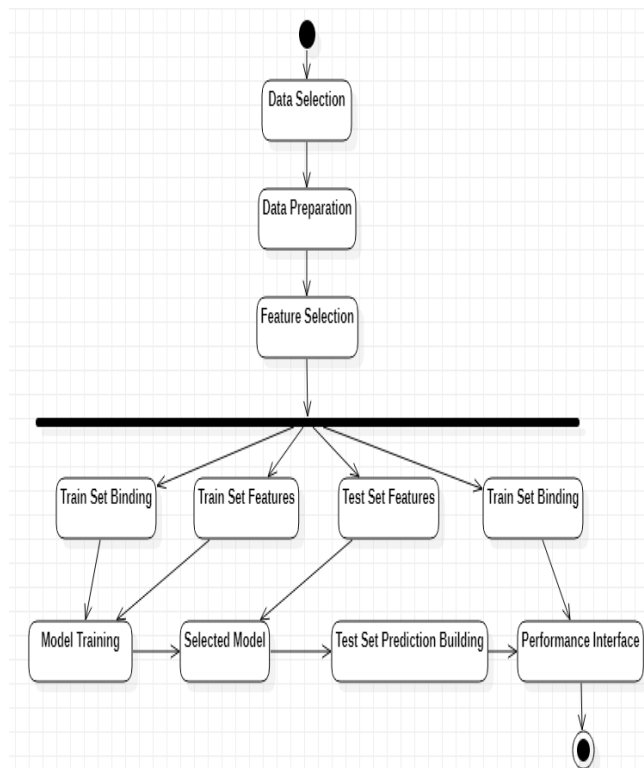 Data Selection
Data Preparation
Feature Selection
Train Set Binding
Train Set Features
Test Set Features
Train Set Binding
Model Training
Selected Model
Test Set Prediction Building
Performance Interface